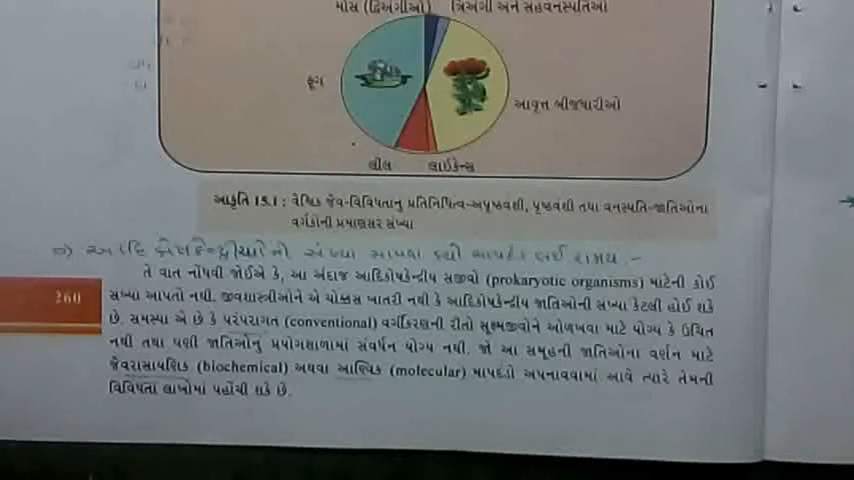 મોસ (દ્વિઅંગીઓ)
ત્રિઅંગી અને સહવનસ્પતિઓ
ફૂગ
આવૃત્ત બીજધારીઓ
લીલ
લાઈકેન્સ
આકૃતિ 15.1 : વૈશ્વિક જૈવ-વિવિધતાનું પ્રતિનિધિત્વ-અપૃષ્ઠવંશી, પૃષ્ઠવંશી તથા વનસ્પતિ-જાતિઓના
વર્ગકોની પ્રમાણસર સંખ્યા
તે વાત નોંધવી જોઈએ કે, આ અંદાજ આદિકોષકેન્દ્રીય સજીવો (prokaryotic organisms) માટેની કોઈ
260
સંખ્યા આપતો નથી. જીવશાસ્ત્રીઓને એ ચોક્કસ ખાતરી નથી કે આદિકોષકેન્દ્રીય જાતિઓની સંખ્યા કેટલી હોઈ શકે
છે. સમસ્યા એ છે કે પરંપરાગત (conventional) વર્ગીકરણની રીતો સૂક્ષ્મજીવોને ઓળખવા માટે યોગ્ય કે ઉચિત
નથી તથા ઘણી જાતિઓનું પ્રયોગશાળામાં સંવર્ધન યોગ્ય નથી. જો આ સમૂહની જાતિઓના વર્ણન માટે
જૈવરાસાયણિક (biochemical) અથવા આણ્વિક (molecular) માપદંડો અપનાવવામાં આવે ત્યારે તેમની
વિવિધતા લાખોમાં પહોંચી શકે છે.